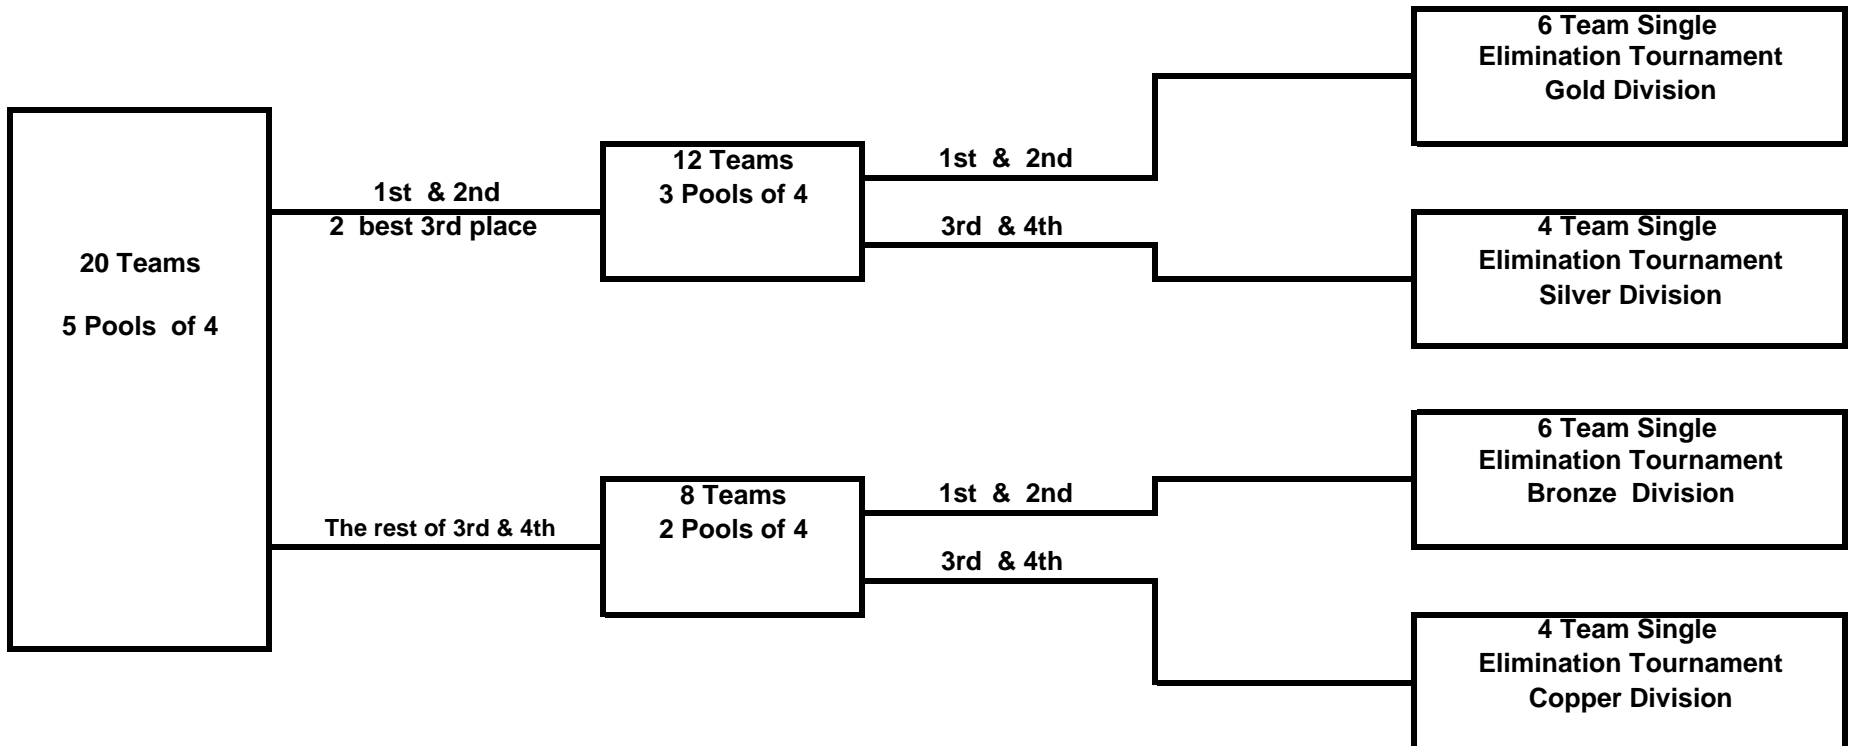 20 Teams
5 Pools of 4
1st & 2nd
2 best 3rd place
The rest of 3rd & 4th
12 Teams
3 Pools of 4
8 Teams
2 Pools of 4
1st & 2nd
3rd & 4th
1st & 2nd
3rd & 4th
6 Team Single
Elimination Tournament
Gold Division
4 Team Single
Elimination Tournament
Silver Division
6 Team Single
Elimination Tournament
Bronze Division
4 Team Single
Elimination Tournament
Copper Division